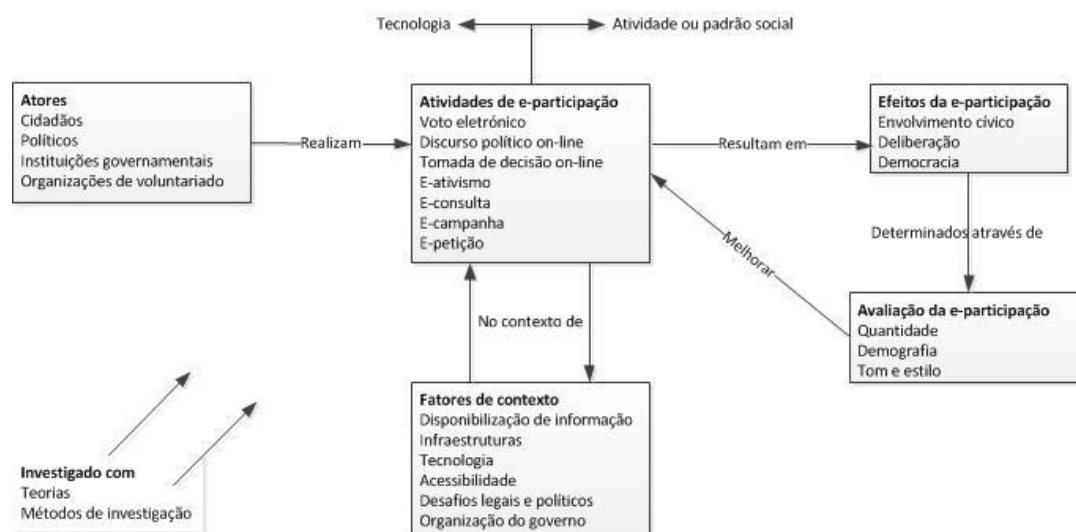 Tecnologia
Atividade ou padrão social
Atores
Cidadãos
Políticos
Instituições governamentais
Organizações de voluntariado
Realizam
Atividades de e-participação
Voto eletrónico
Discurso político on-line
Tomada de decisão on-line
E-ativismo
E-consulta
E-campanha
E-petição
Resultam em
Efeitos da e-participação
Envolvimento cívico
Deliberação
Democracia
Determinados através de
Melhorar
Avaliação da e-participação
Quantidade
Demografia
Tom e estilo
No contexto de
Fatores de contexto
Disponibilização de informação
Infraestruturas
Tecnologia
Acessibilidade
Desafios legais e políticos
Organização do governo
Investigado com
Teorias
Métodos de investigação